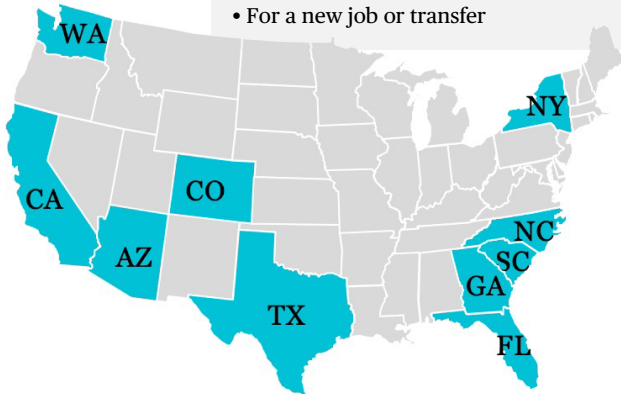 • For a new job or transfer
WA
NY
CA
CO
NC
AZ
SC
GA
TX
FL